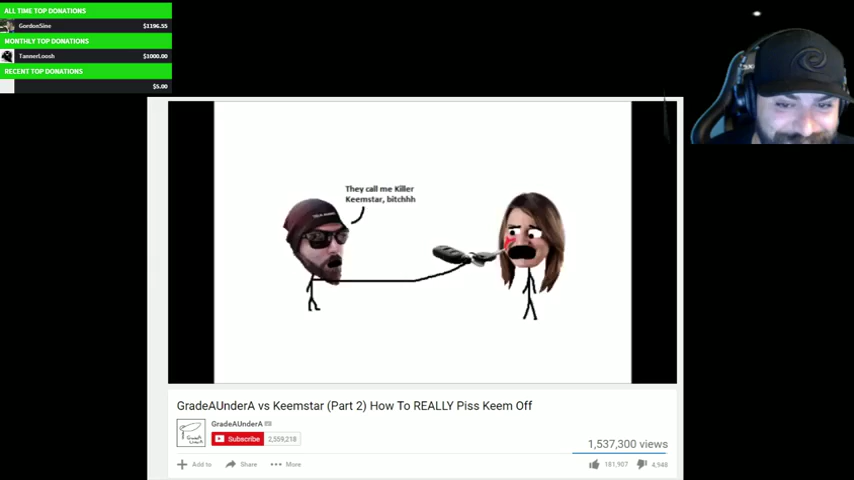 ALL TIME TOP DONATIONS
GordonSine $1196.55
MONTHLY TOP DONATIONS
TannerLoosh $1000.00
RECENT TOP DONATIONS
$5.00
They call me Killer
Keemstar, bitchhh
GradeAUnderA vs Keemstar (Part 2) How To REALLY Piss Keem Off
GradeAUnderA
Subscribe 2,559,218
1,537,300 views
Add to Share More 181,907 4,948